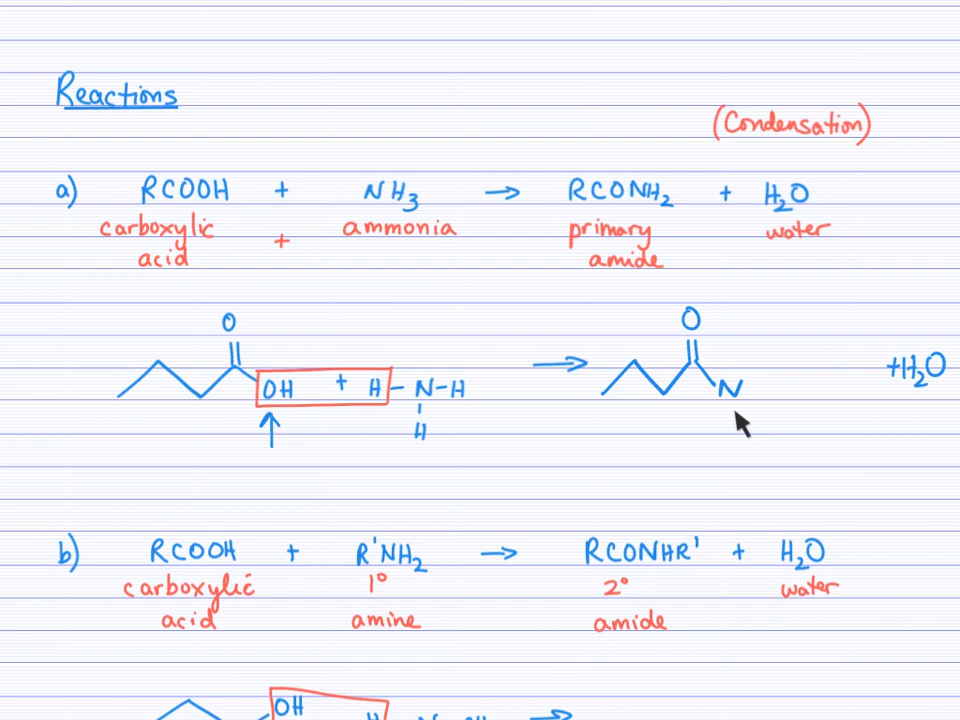 Reactions
(Condensation)
a) RCOOH + NH₃ → RCONH₂ + H₂O
carboxylic acid + ammonia primary amide water
O O
OH + H-N-H → N +H₂O
H
b) RCOOH + R'NH₂ → RCONHR' + H₂O
carboxylic 1° 2° water
acid amine amide
OH